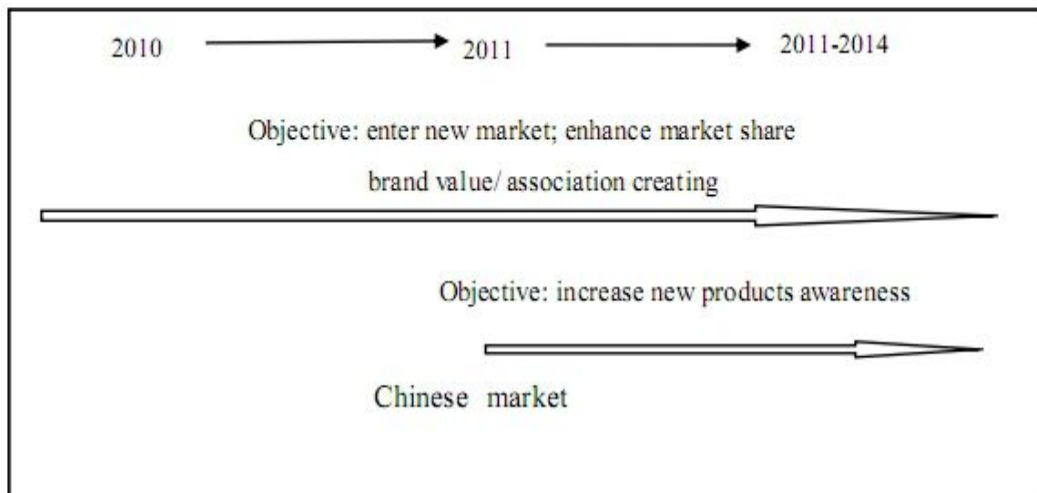 2010 2011 2011-2014
Objective: enter new market; enhance market share
brand value/ association creating
Objective: increase new products awareness
Chinese market